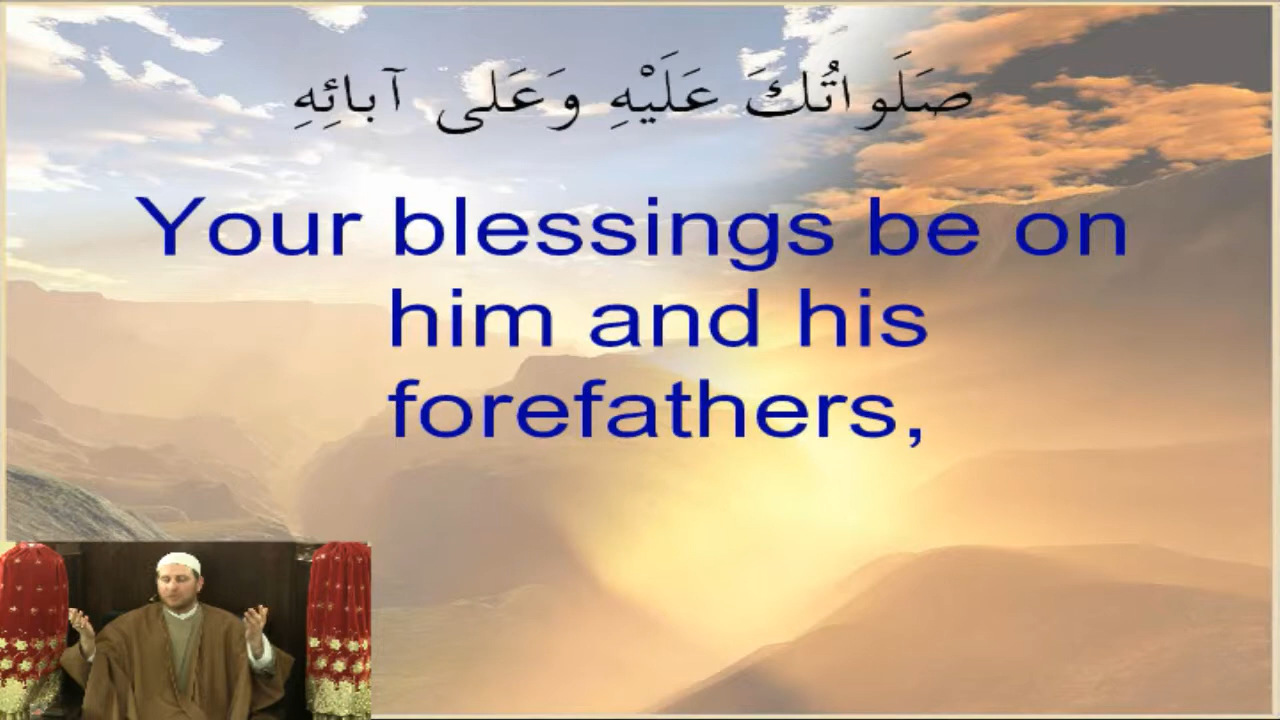 صَلَواتُكَ عَلَيْهِ وَعَلى آبائِهِ
Your blessings be on
him and his
forefathers,